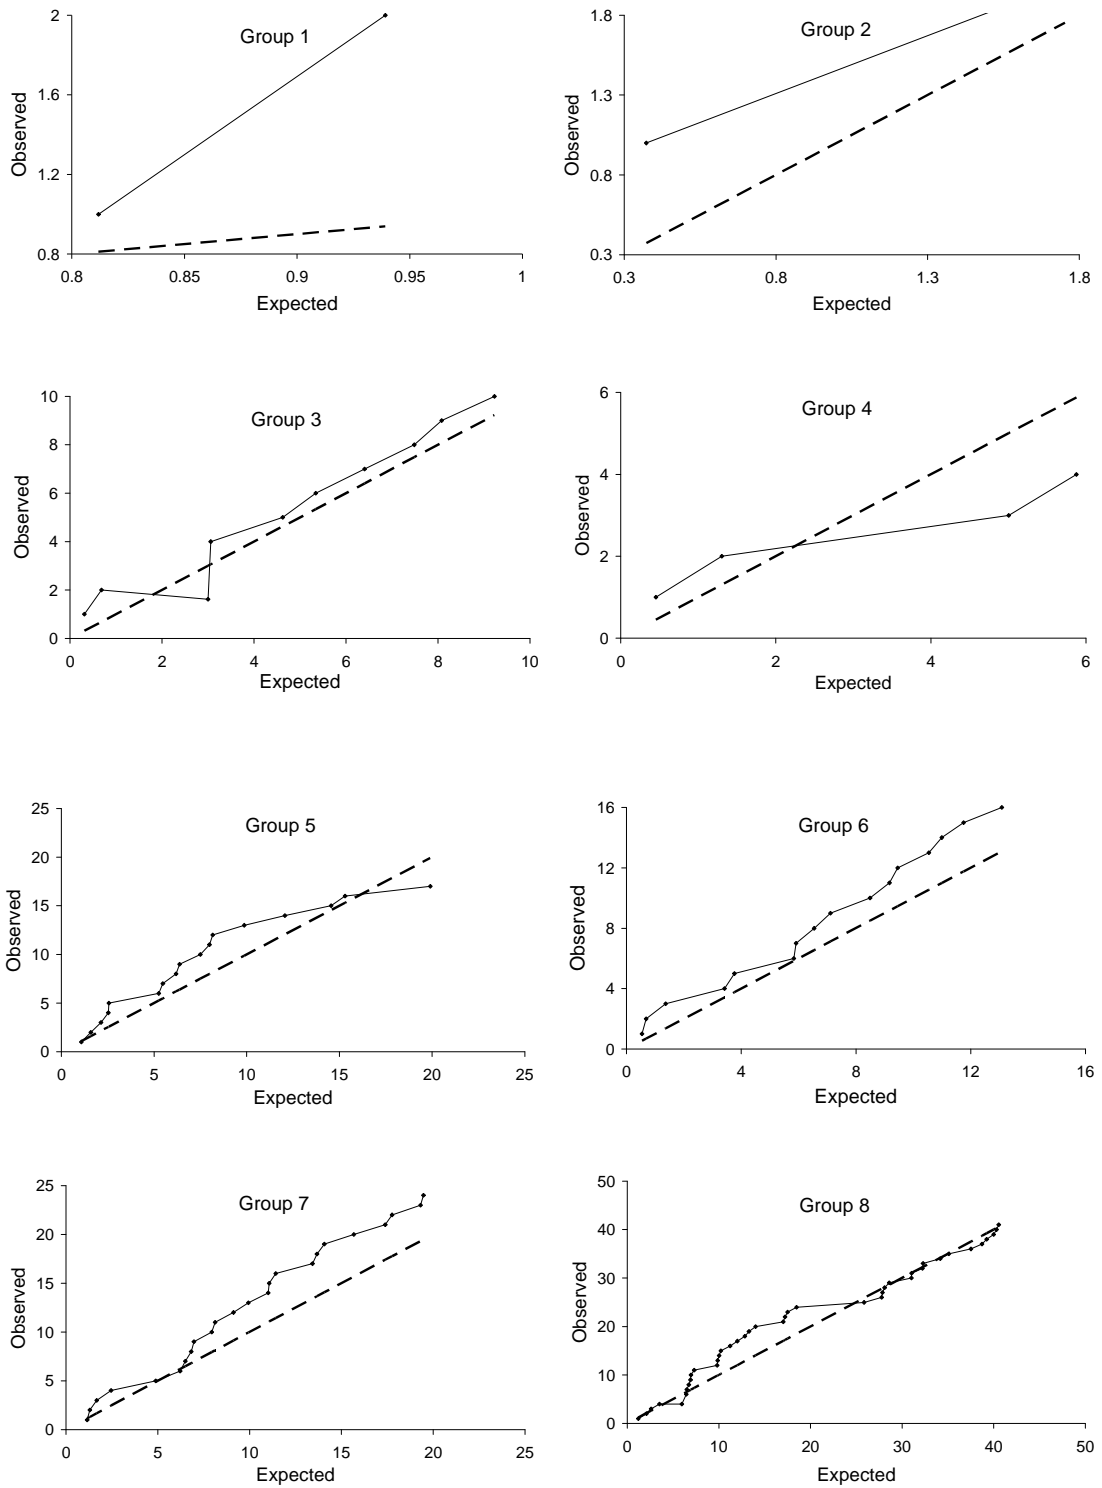 Group 1
Observed
2
1.6
1.2
0.8
0.8 0.85 0.9 0.95 1
Expected
Group 2
Observed
1.8
1.3
0.8
0.3
0.3 0.8 1.3 1.8
Expected
Group 3
Observed
10
8
6
4
2
0
0 2 4 6 8 10
Expected
Group 4
Observed
6
4
2
0
0 2 4 6
Expected
Group 5
Observed
25
20
15
10
5
0
0 5 10 15 20 25
Expected
Group 6
Observed
16
12
8
4
0
0 4 8 12 16
Expected
Group 7
Observed
25
20
15
10
5
0
0 5 10 15 20 25
Expected
Group 8
Observed
50
40
30
20
10
0
0 10 20 30 40 50
Expected